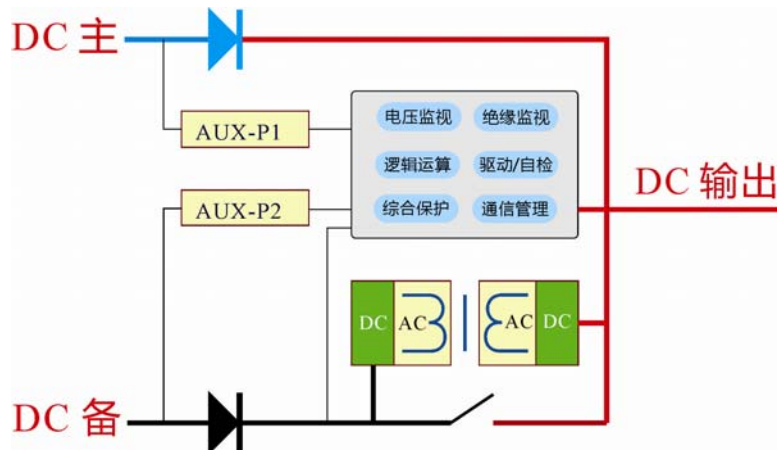 DC 主
AUX-P1
电压监视 绝缘监视
逻辑运算 驱动/自检
AUX-P2
综合保护 通信管理
DC 输出
DC AC AC DC
DC 备